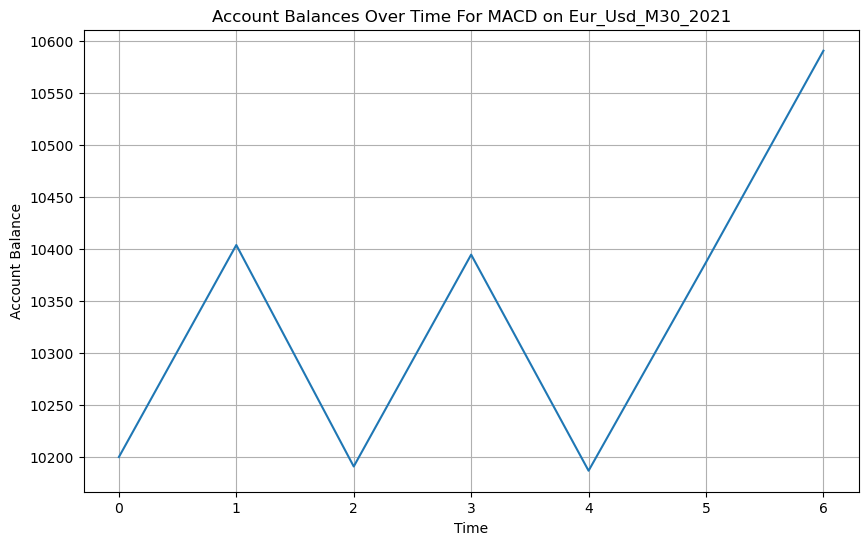 Account Balances Over Time For MACD on Eur_Usd_M30_2021
10600
10550
10500
10450
10400
10350
10300
10250
10200
Account Balance
0 1 2 3 4 5 6
Time